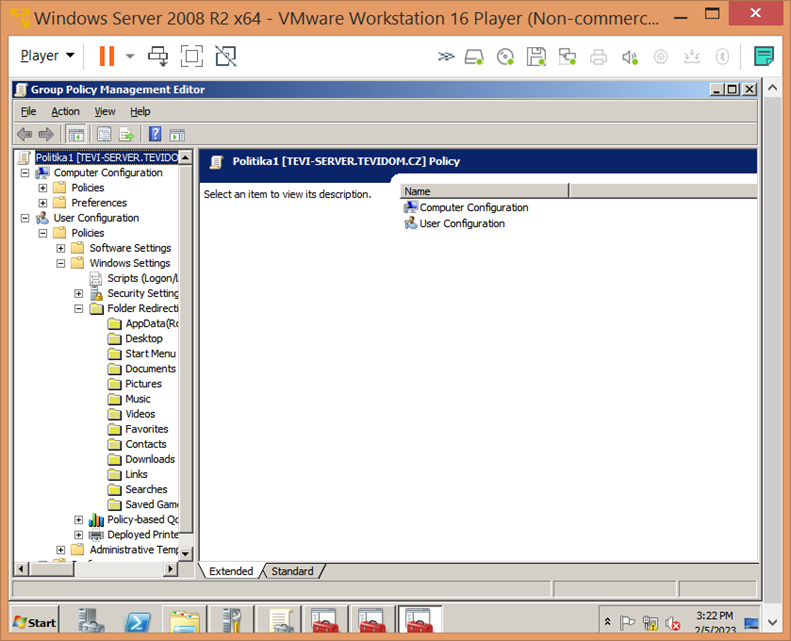 Windows Server 2008 R2 x64 - VMware Workstation 16 Player (Non-commerc...
Player
Group Policy Management Editor
File Action View Help
Politika1 [TEVI-SERVER.TEVIDO
Computer Configuration
Policies
Preferences
User Configuration
Policies
Software Settings
Windows Settings
Scripts (Logon/L
Security Setting
Folder Redirecti
AppData(Ro
Desktop
Start Menu
Documents
Pictures
Music
Videos
Favorites
Contacts
Downloads
Links
Searches
Saved Game
Policy-based Qo
Deployed Printe
Administrative Temp
Politika1 [TEVI-SERVER.TEVIDOM.CZ] Policy
Select an item to view its description.
Name
Computer Configuration
User Configuration
Extended Standard
Start
3:22 PM
2/5/2023